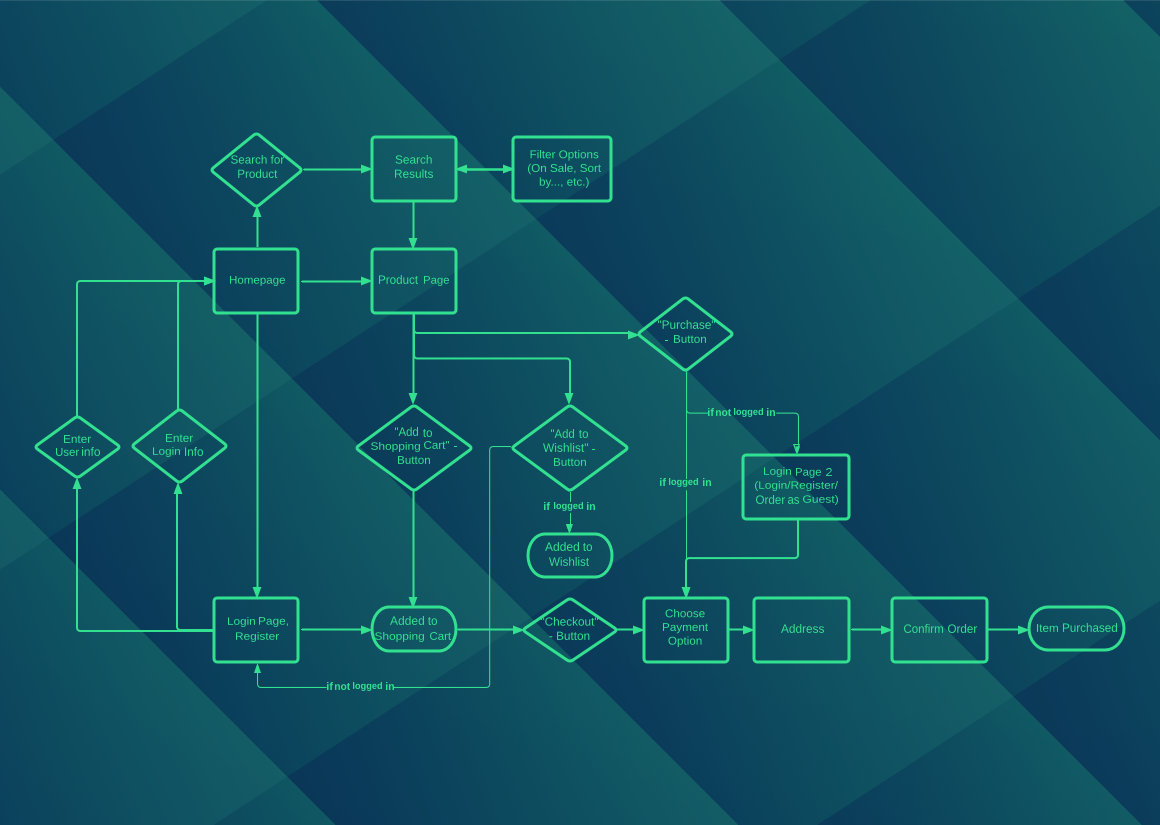 Search for
Product
Search
Results
Filter Options
(On Sale, Sort
by..., etc.)
Homepage
Product Page
"Purchase"
- Button
if not logged in
Enter
User info
Enter
Login Info
"Add to
Shopping Cart" -
Button
"Add to
Wishlist" -
Button
if logged in
Login Page 2
(Login/Register/
Order as Guest)
if logged in
Added to
Wishlist
Login Page,
Register
Added to
Shopping Cart
"Checkout"
- Button
Choose
Payment
Option
Address
Confirm Order
Item Purchased
if not logged in